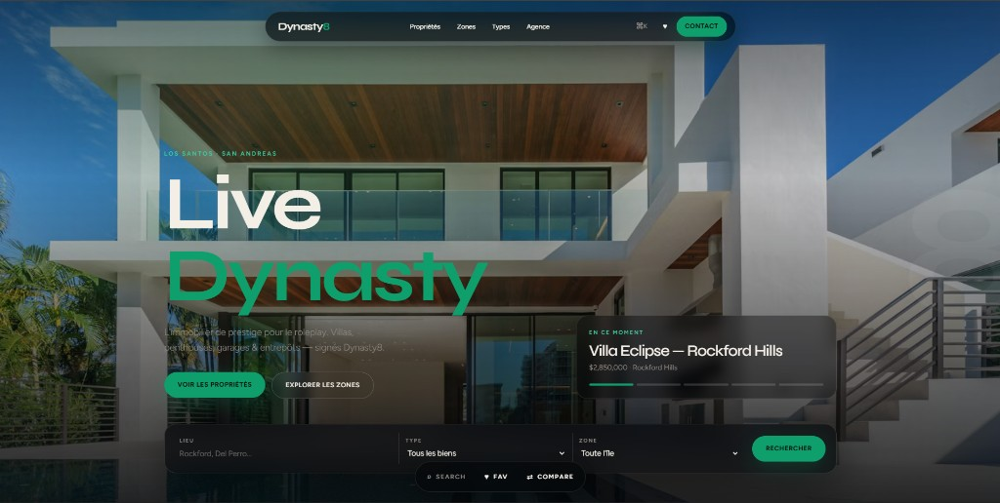 Dynasty8
Propriétés Zones Types Agence
⌘K ♥ CONTACT
LOS SANTOS · SAN ANDREAS
Live
Dynasty
L'immobilier de prestige pour le roleplay. Villas,
penthouses, garages & entrepôts — signés Dynasty8.
VOIR LES PROPRIÉTÉS EXPLORER LES ZONES
EN CE MOMENT
Villa Eclipse — Rockford Hills
$2,850,000 · Rockford Hills
LIEU TYPE ZONE
Rockford, Del Perro... Tous les biens Toute l'île RECHERCHER
SEARCH ♥ FAV ⇄ COMPARE
8